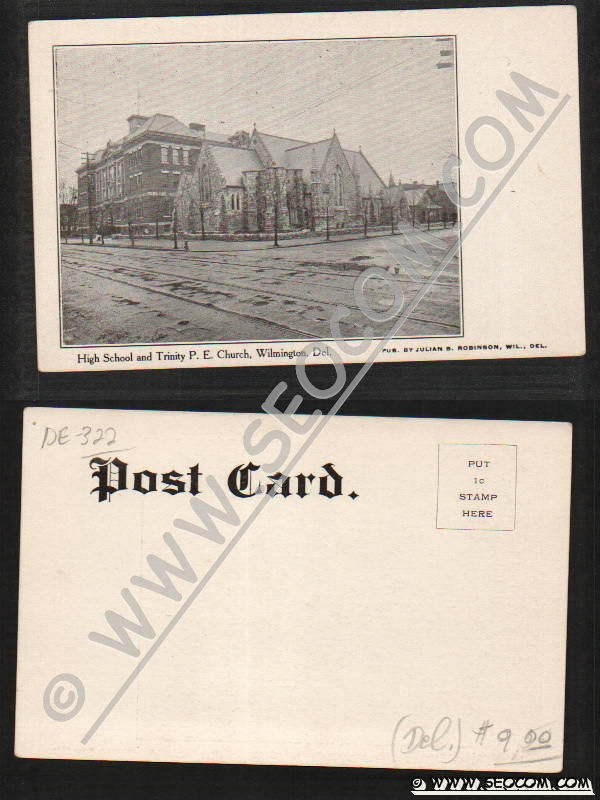 High School and Trinity P. E. Church, Wilmington, Del.
PUB. BY JULIAN B. ROBINSON, WIL., DEL.
© WWW.SEOCOM.COM
DE-322
Post Card.
PUT
1c
STAMP
HERE
(Del.) # 9.00
© WWW.SEOCOM.COM